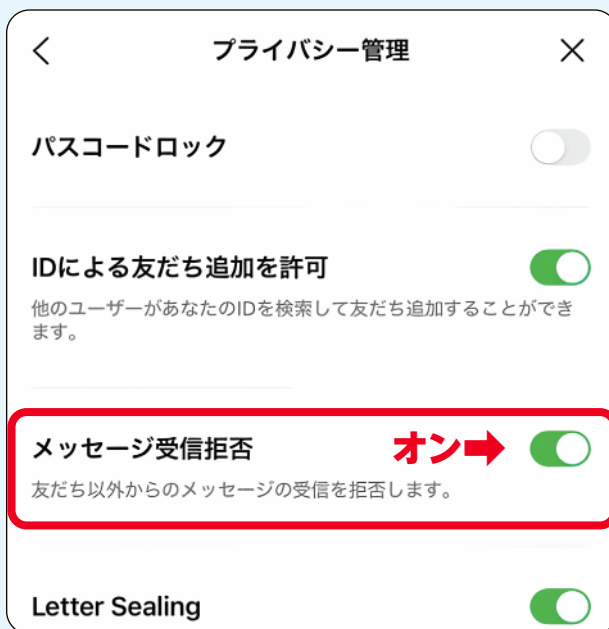 プライバシー管理
パスコードロック
IDによる友だち追加を許可
他のユーザーがあなたのIDを検索して友だち追加することができ
ます。
メッセージ受信拒否 オン➡
友だち以外からのメッセージの受信を拒否します。
Letter Sealing